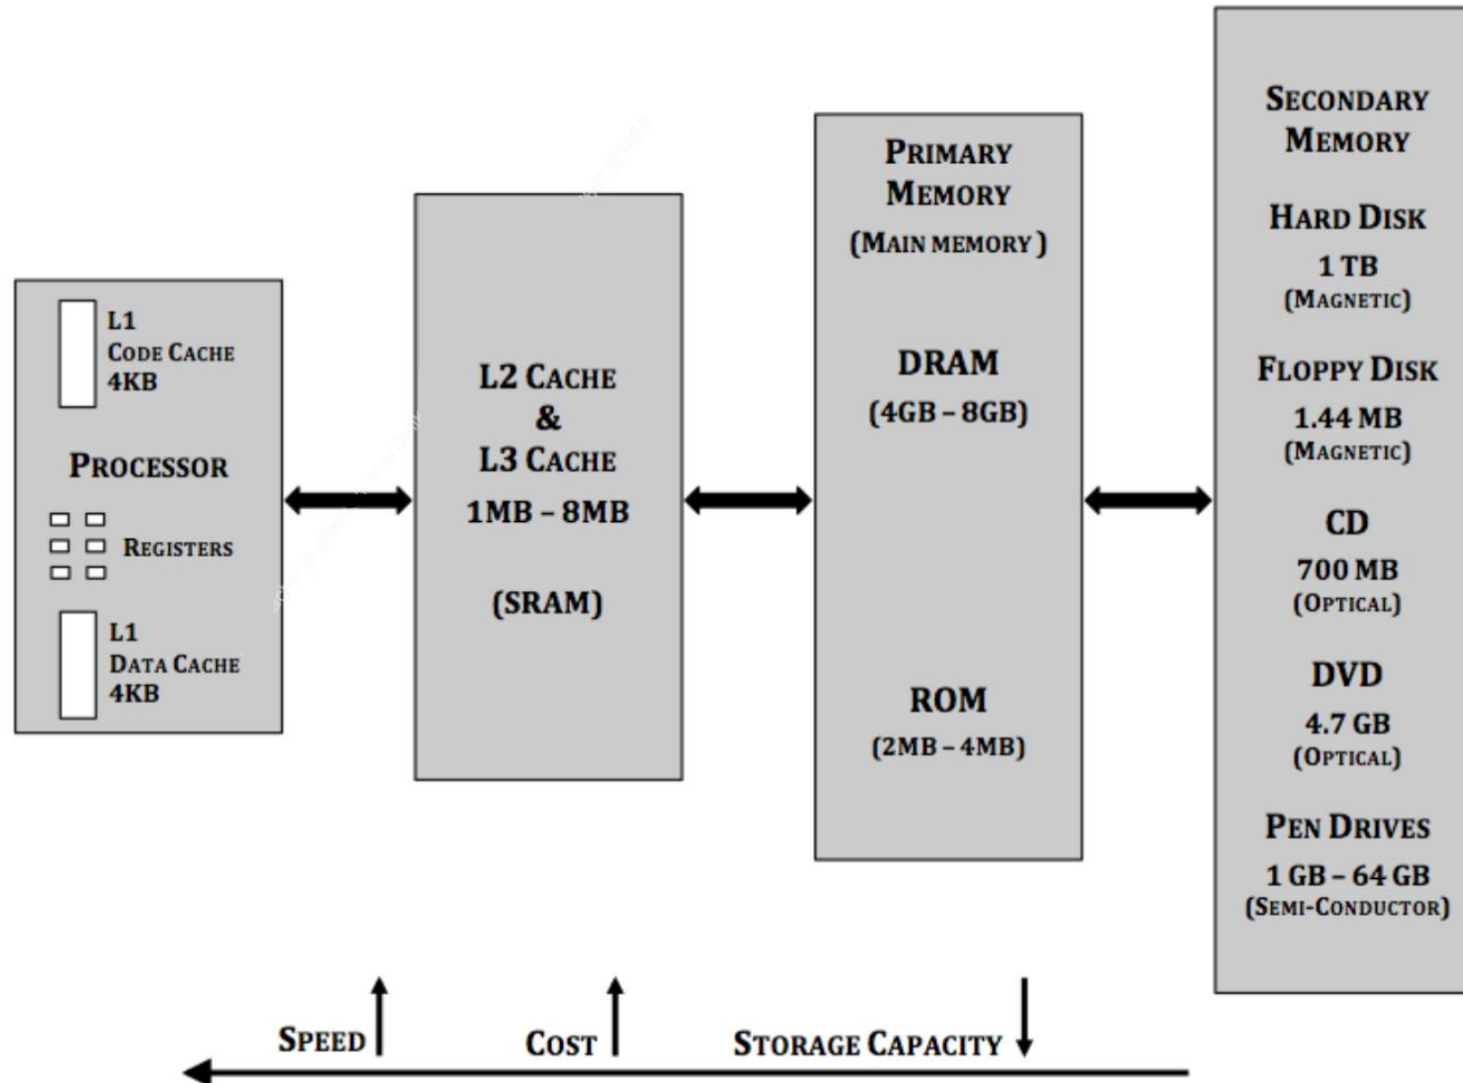 L1
CODE CACHE
4KB
PROCESSOR
REGISTERS
L1
DATA CACHE
4KB
L2 CACHE
&
L3 CACHE
1MB – 8MB
(SRAM)
PRIMARY
MEMORY
(MAIN MEMORY )
DRAM
(4GB – 8GB)
ROM
(2MB – 4MB)
SECONDARY
MEMORY
HARD DISK
1 TB
(MAGNETIC)
FLOPPY DISK
1.44 MB
(MAGNETIC)
CD
700 MB
(OPTICAL)
DVD
4.7 GB
(OPTICAL)
PEN DRIVES
1 GB – 64 GB
(SEMI-CONDUCTOR)
SPEED
COST
STORAGE CAPACITY